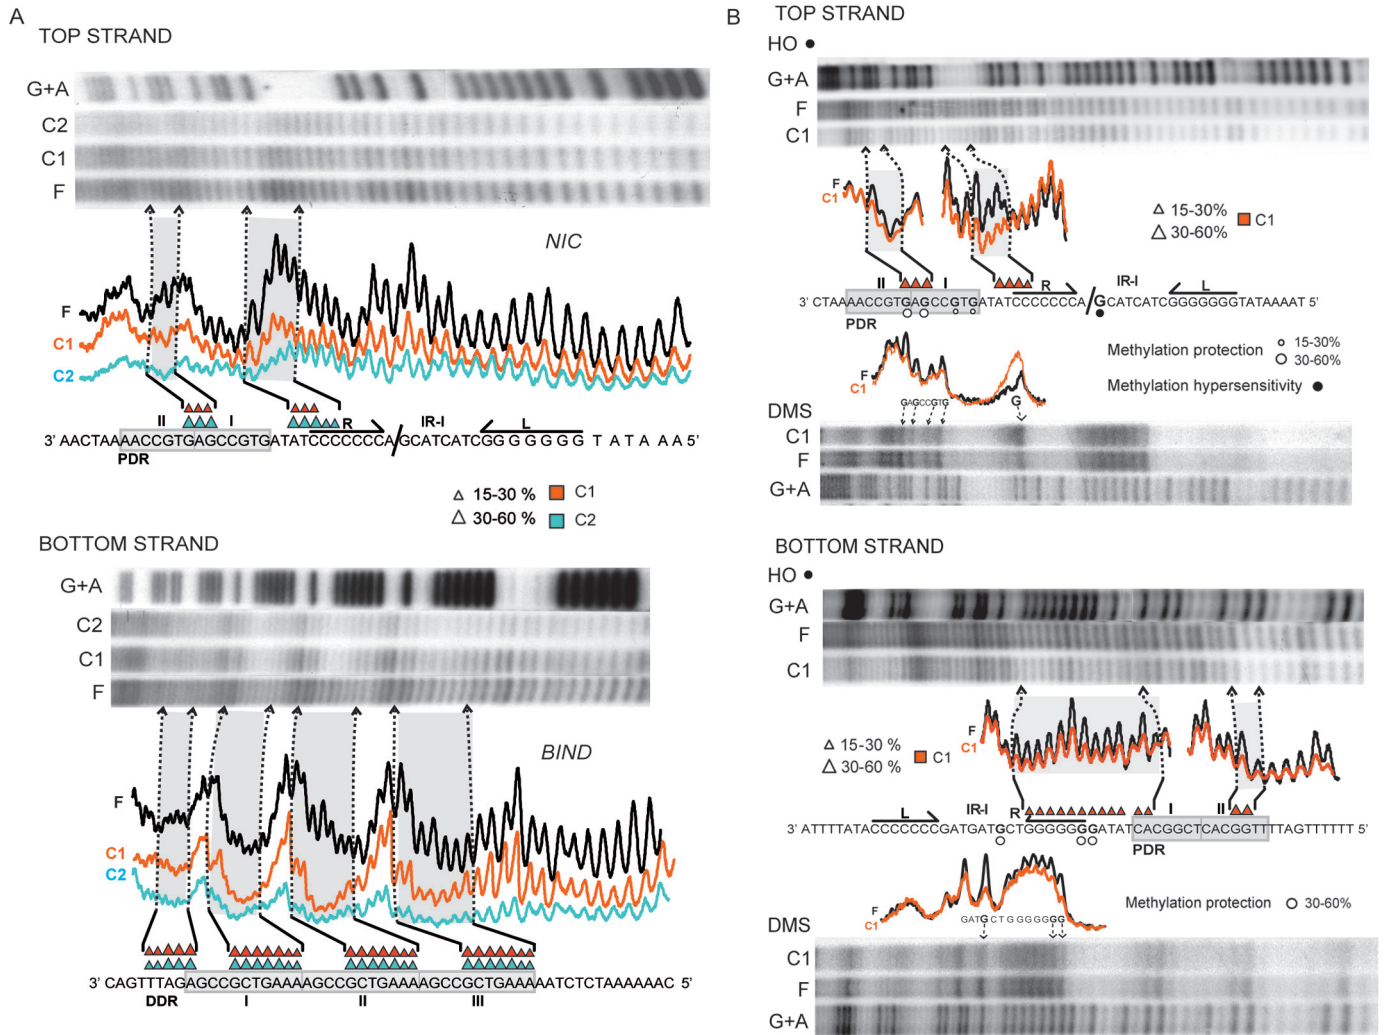 A
TOP STRAND
G+A
C2
C1
F
NIC
F
C1
C2
II I R IR-I L
3' AACTAAAACCGTGAGCCGTGATATCCCCCCCA/GCATCATCGGGGGGGTATAAAA5'
PDR
15-30 % C1
30-60 % C2
BOTTOM STRAND
G+A
C2
C1
F
BIND
F
C1
C2
3' CAGTTTAGAGCCGCTGAAAAGCCGCTGAAAAGCCGCTGAAAAATCTCTAAAAAAC 5'
DDR I II III
B
TOP STRAND
HO
G+A
F
C1
F
C1
15-30%
30-60%
C1
II I R IR-I L
3' CTAAAACCGTGAGCCGTGATATCCCCCCCA/GCATCATCGGGGGGGTATAAAAT 5'
PDR
Methylation protection 15-30%
30-60%
Methylation hypersensitivity
F
C1
GAGCCGTG G
DMS
C1
F
G+A
BOTTOM STRAND
HO
G+A
F
C1
F
C1
15-30 %
30-60 %
C1
L IR-I R I II
3' ATTTTATACCCCCCCGATGATGCTGGGGGGGATATCACGGCTCACGGTTTTAGTTTTTT 5'
PDR
F
C1
GATGCTGGGGGGG
Methylation protection 30-60%
DMS
C1
F
G+A